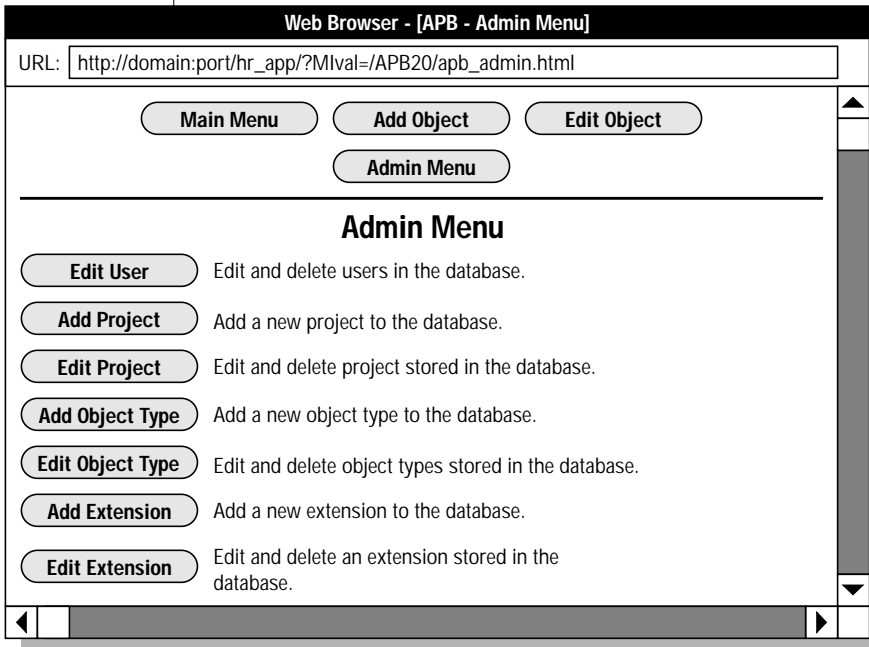 Web Browser - [APB - Admin Menu]
URL: http://domain:port/hr_app/?MIval=/APB20/apb_admin.html
Main Menu Add Object Edit Object
Admin Menu
Admin Menu
Edit User Edit and delete users in the database.
Add Project Add a new project to the database.
Edit Project Edit and delete project stored in the database.
Add Object Type Add a new object type to the database.
Edit Object Type Edit and delete object types stored in the database.
Add Extension Add a new extension to the database.
Edit Extension Edit and delete an extension stored in the
database.